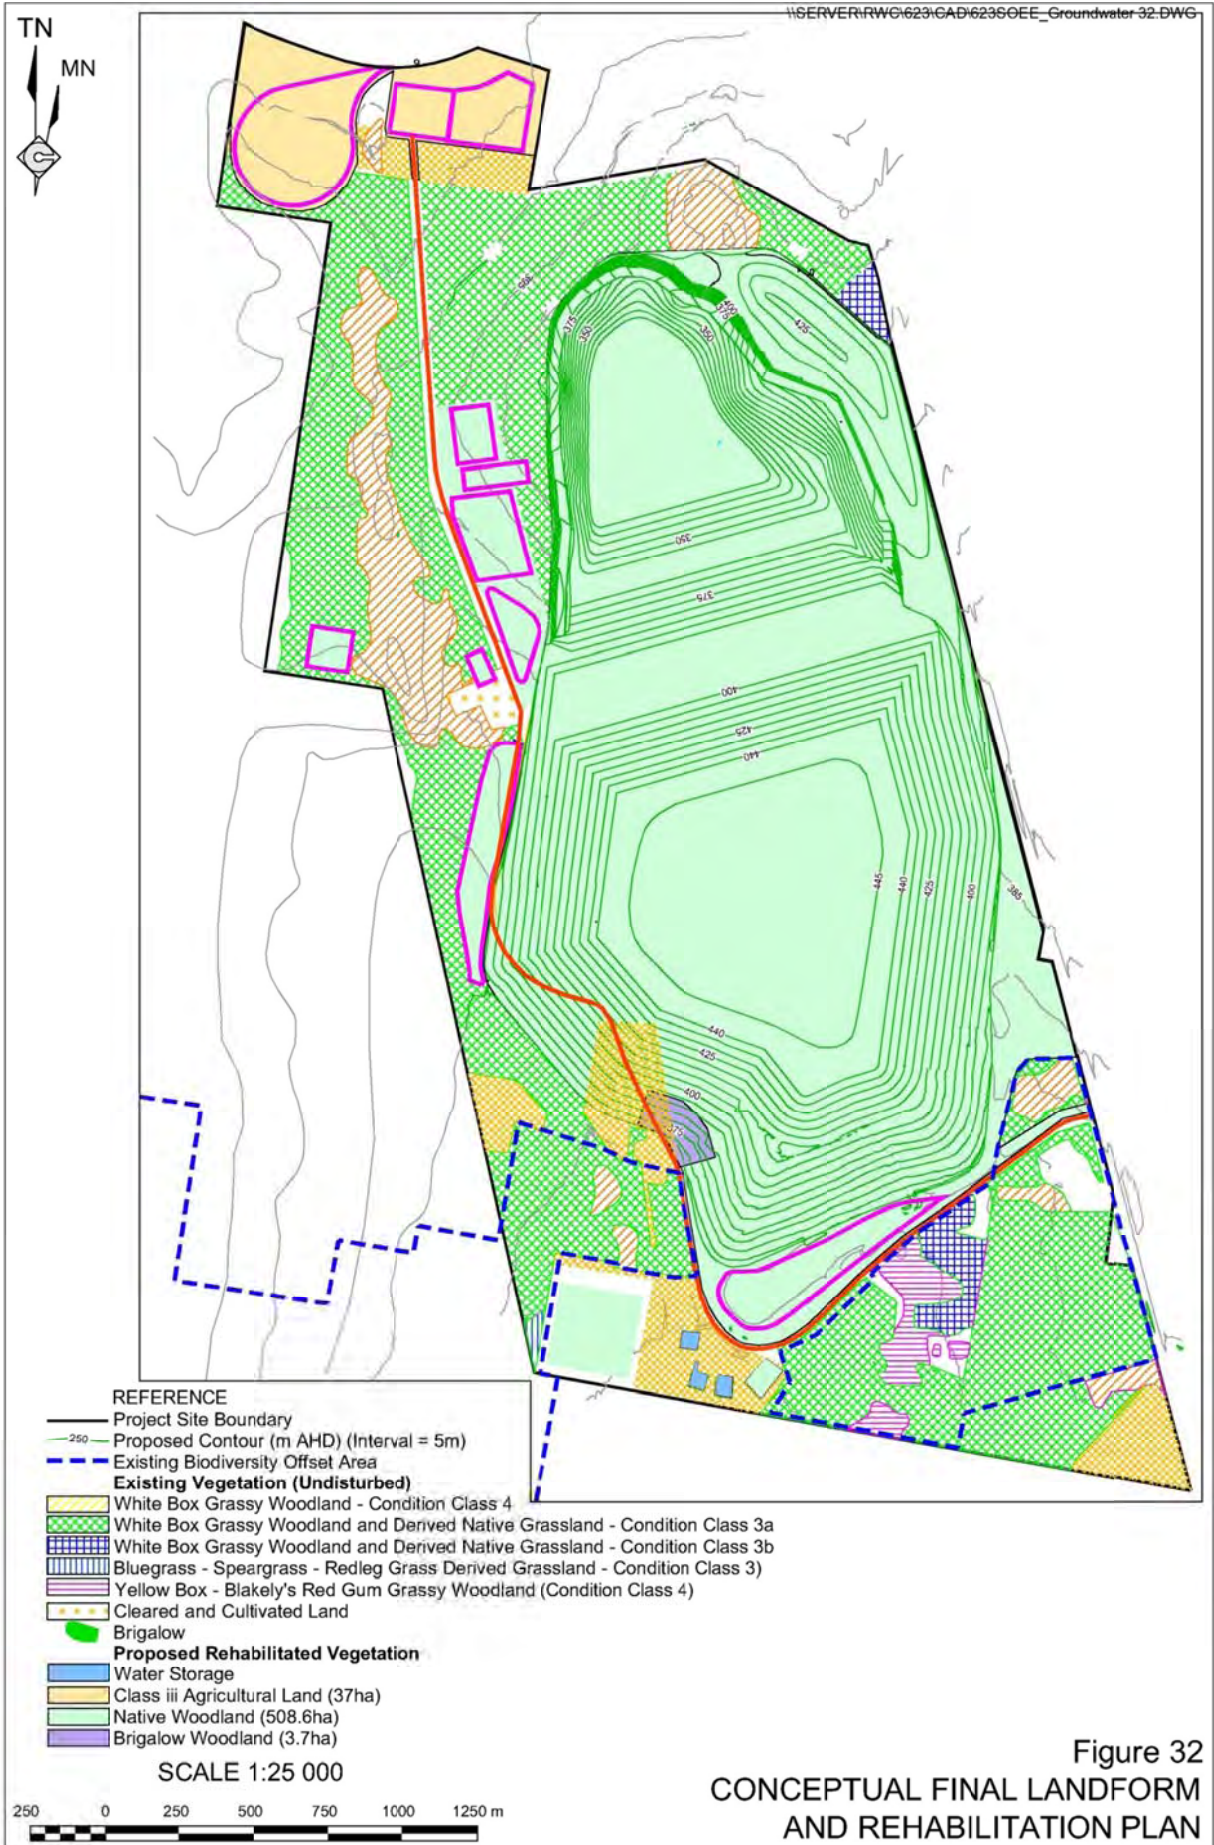 \\SERVER\RWC\623\CAD\623SOEE_Groundwater 32.DWG
TN
MN
395
400
375
425
375
350
350
350
375
400
425
440
445
440
425
400
385
440
425
400
375
REFERENCE
Project Site Boundary
250 Proposed Contour (m AHD) (Interval = 5m)
Existing Biodiversity Offset Area
Existing Vegetation (Undisturbed)
White Box Grassy Woodland - Condition Class 4
White Box Grassy Woodland and Derived Native Grassland - Condition Class 3a
White Box Grassy Woodland and Derived Native Grassland - Condition Class 3b
Bluegrass - Speargrass - Redleg Grass Derived Grassland - Condition Class 3)
Yellow Box - Blakely's Red Gum Grassy Woodland (Condition Class 4)
Cleared and Cultivated Land
Brigalow
Proposed Rehabilitated Vegetation
Water Storage
Class iii Agricultural Land (37ha)
Native Woodland (508.6ha)
Brigalow Woodland (3.7ha)
SCALE 1:25 000
250 0 250 500 750 1000 1250 m
Figure 32
CONCEPTUAL FINAL LANDFORM
AND REHABILITATION PLAN